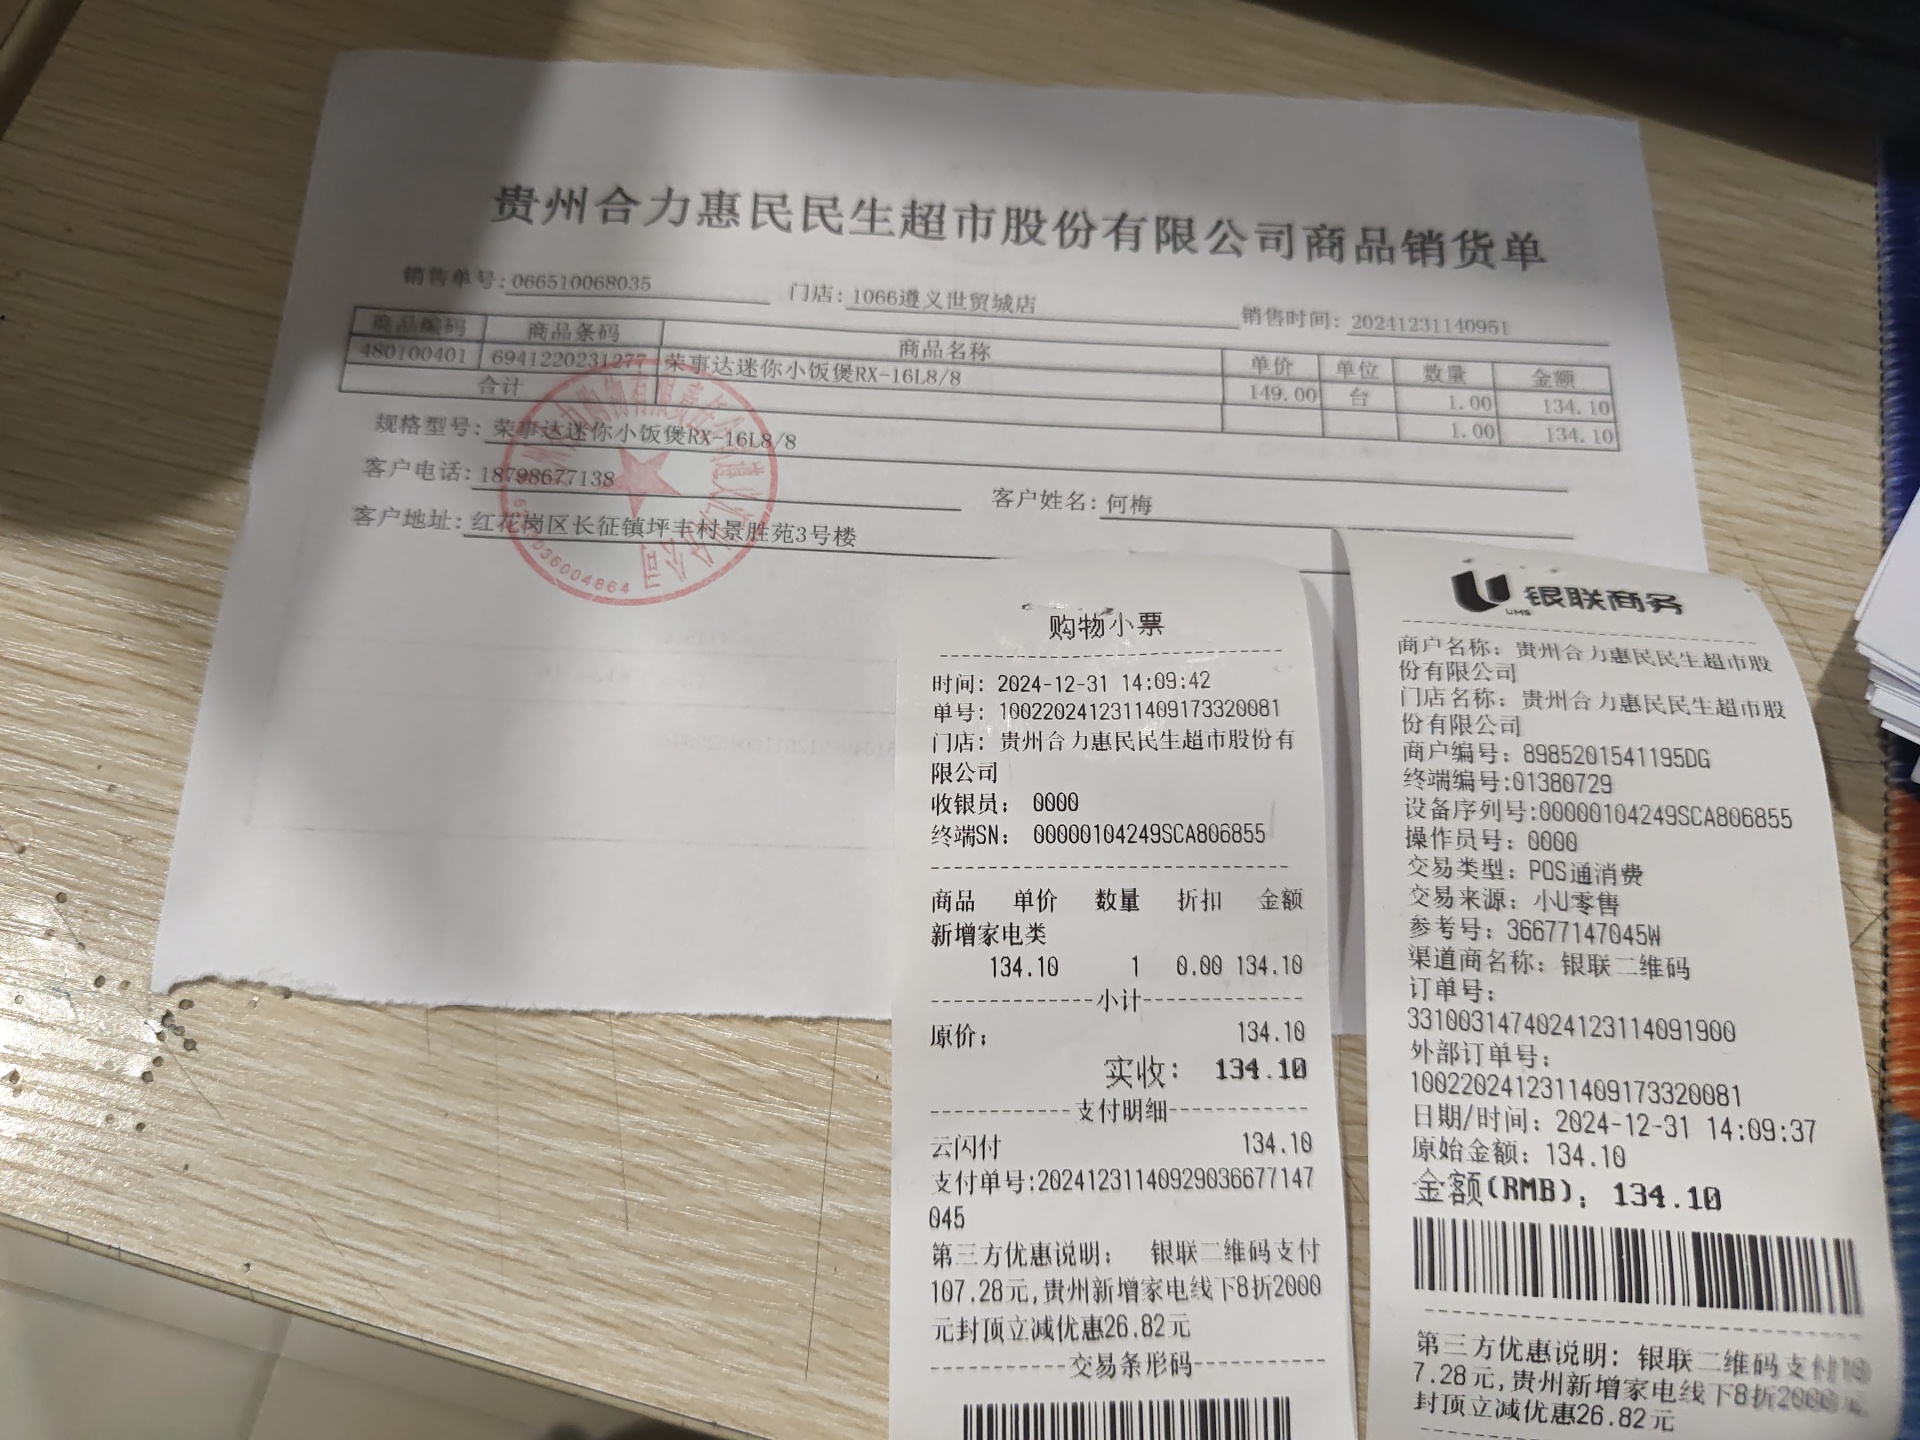 贵州合力惠民民生超市股份有限公司商品销货单
销售单号:066510068035 门店:1066遵义世贸城店 销售时间:20241231140951
商品编码 商品条码 商品名称 单价 单位 数量 金额
480100401 6941220231277 荣事达迷你小饭煲RX-16L8/8 149.00 台 1.00 134.10
合计 1.00 134.10
规格型号:荣事达迷你小饭煲RX-16L8/8
客户电话:18798677138 客户姓名:何梅
客户地址:红花岗区长征镇坪丰村景胜苑3号楼
购物小票
时间: 2024-12-31 14:09:42
单号: 1002202412311409173320081
门店: 贵州合力惠民民生超市股份有
限公司
收银员: 0000
终端SN: 00000104249SCA806855
商品 单价 数量 折扣 金额
新增家电类
134.10 1 0.00 134.10
小计
原价: 134.10
实收: 134.10
支付明细
云闪付 134.10
支付单号:20241231140929036677147
045
第三方优惠说明: 银联二维码支付
107.28元,贵州新增家电线下8折2000
元封顶立减优惠26.82元
交易条形码
UMS 银联商务
商户名称: 贵州合力惠民民生超市股
份有限公司
门店名称: 贵州合力惠民民生超市股
份有限公司
商户编号: 8985201541195DG
终端编号:01380729
设备序列号:00000104249SCA806855
操作员号: 0000
交易类型: POS通消费
交易来源: 小U零售
参考号: 36677147045W
渠道商名称: 银联二维码
订单号:
33100314740241231140919​00
外部订单号:
1002202412311409173320081
日期/时间: 2024-12-31 14:09:37
原始金额: 134.10
金额(RMB): 134.10
第三方优惠说明: 银联二维码支付10
7.28元,贵州新增家电线下8折2000元
封顶立减优惠26.82元